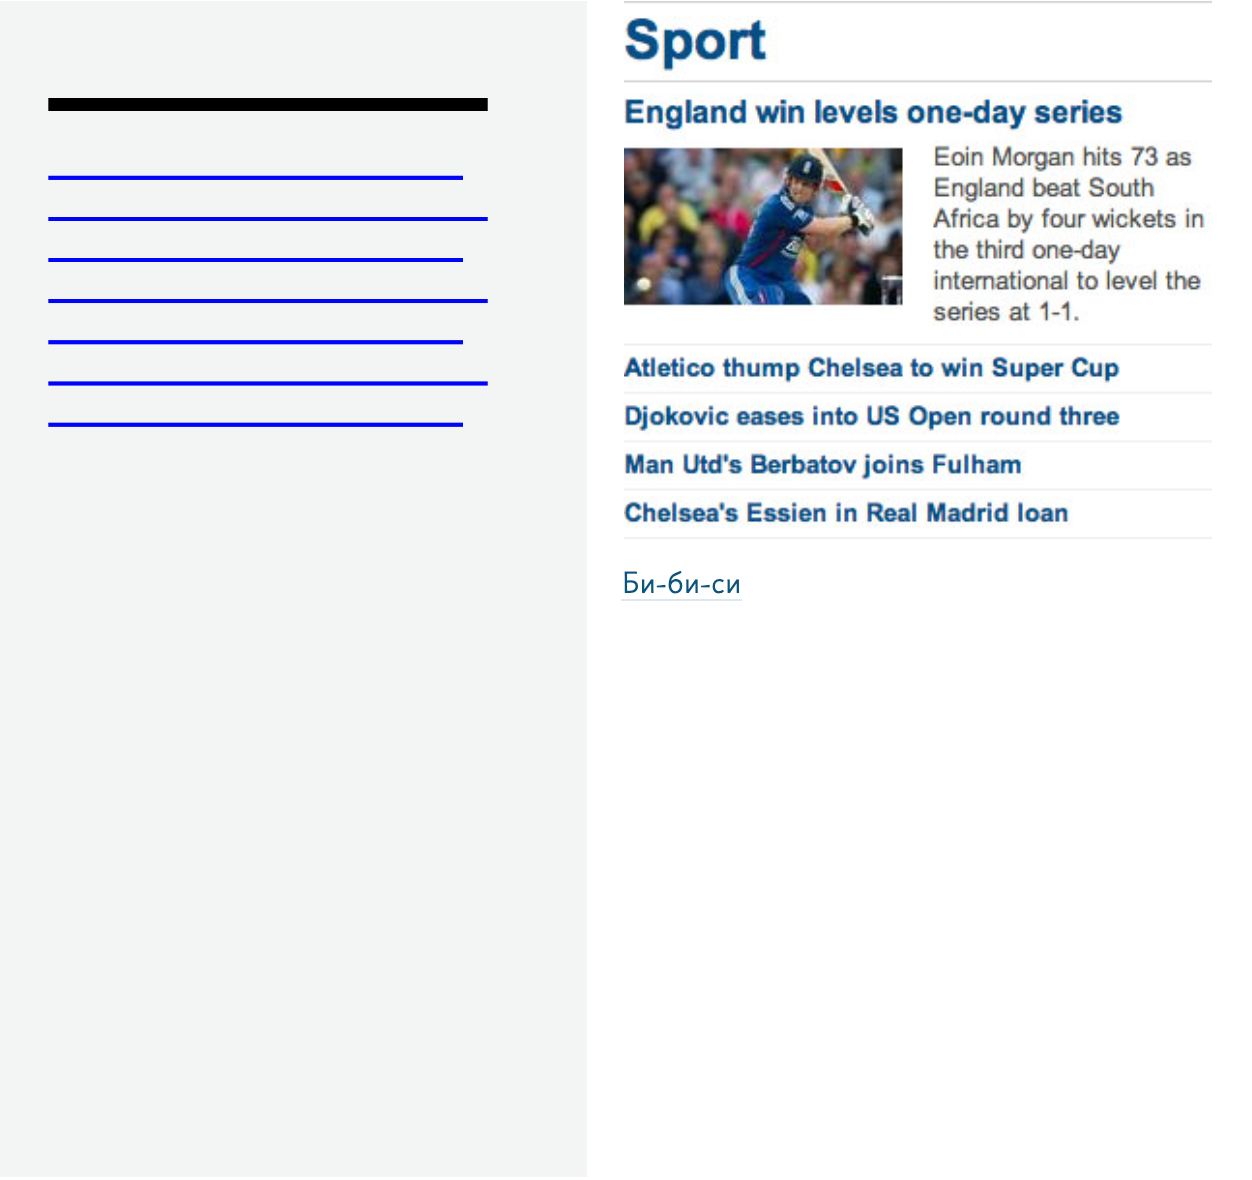 Sport
England win levels one-day series
Eoin Morgan hits 73 as
England beat South
Africa by four wickets in
the third one-day
international to level the
series at 1-1.
Atletico thump Chelsea to win Super Cup
Djokovic eases into US Open round three
Man Utd's Berbatov joins Fulham
Chelsea's Essien in Real Madrid loan
Би-би-си